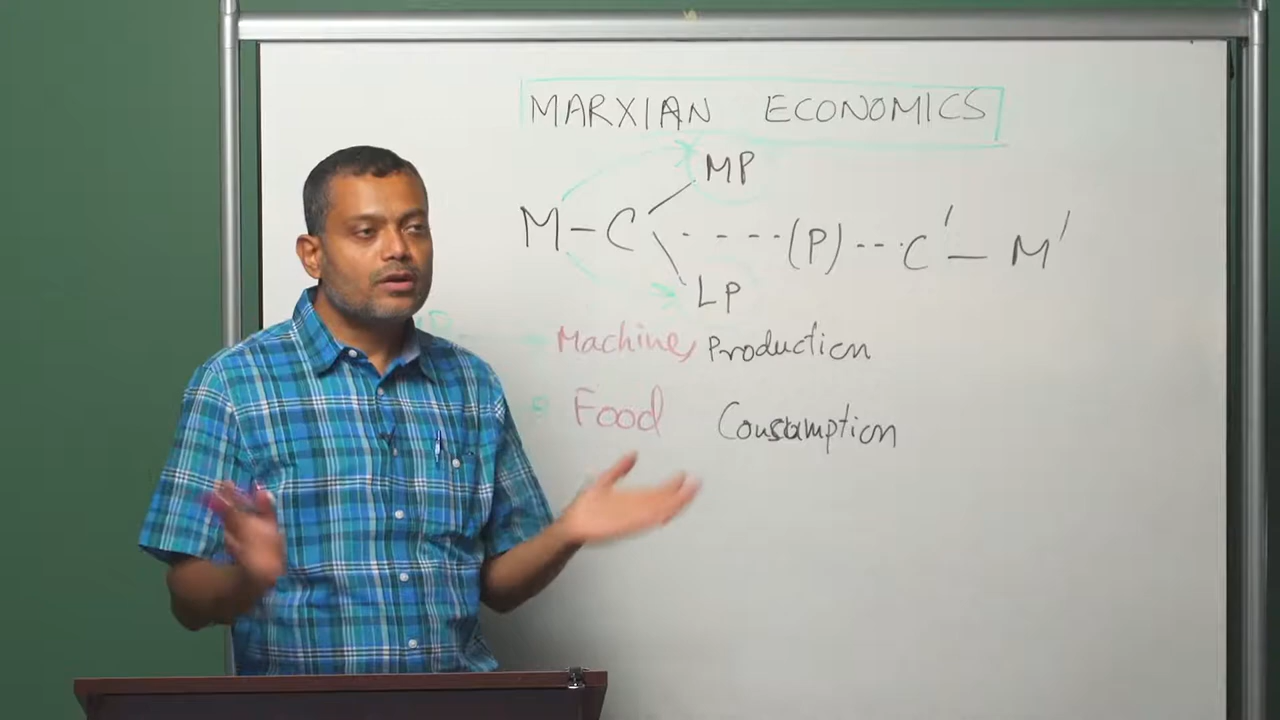 MARXIAN ECONOMICS
MP
M - C - - - - (P) - - - C' - M'
LP
Machine, Production
Food Consumption